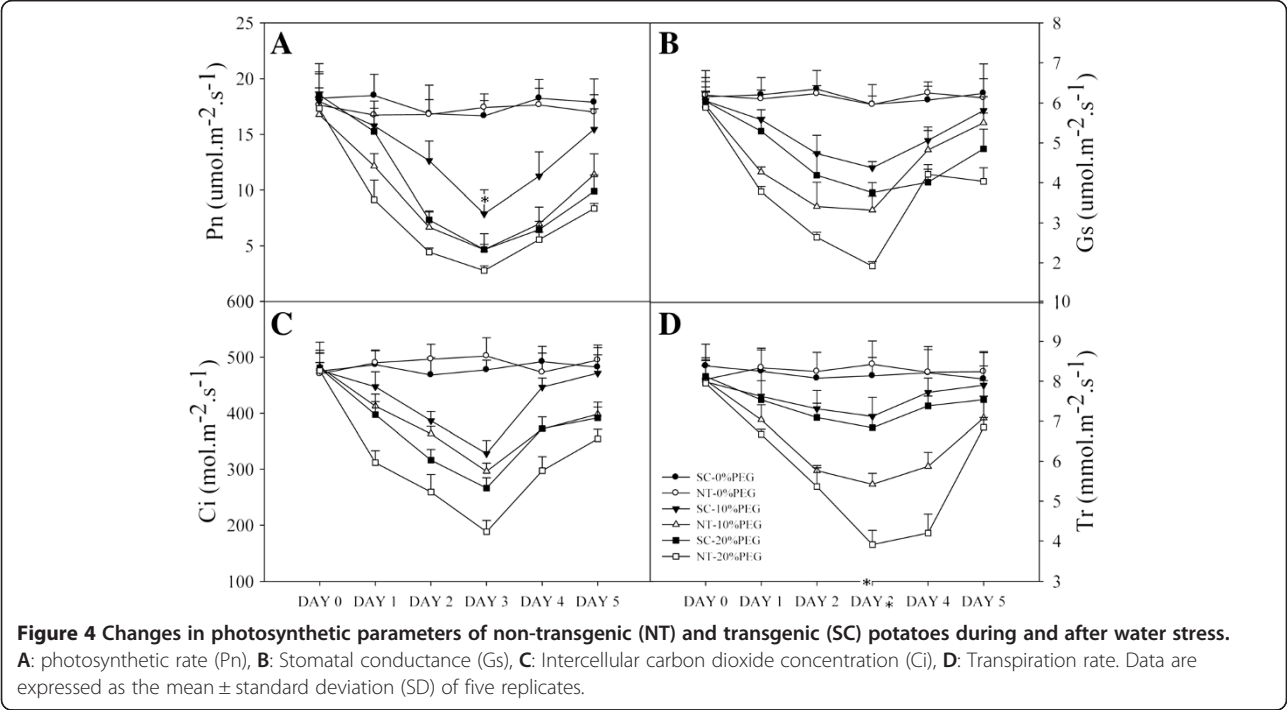 A
B
25
20
15
10
5
600
Pn (umol.m⁻².s⁻¹)
*
8
7
6
5
4
3
2
10
Gs (umol.m⁻².s⁻¹)
C
D
500
400
300
200
100
Ci (mol.m⁻².s⁻¹)
SC-0%PEG
NT-0%PEG
SC-10%PEG
NT-10%PEG
SC-20%PEG
NT-20%PEG
9
8
7
6
5
4
3
Tr (mmol.m⁻².s⁻¹)
*
DAY 0 DAY 1 DAY 2 DAY 3 DAY 4 DAY 5
DAY 0 DAY 1 DAY 2 DAY * DAY 4 DAY 5
Figure 4 Changes in photosynthetic parameters of non-transgenic (NT) and transgenic (SC) potatoes during and after water stress.
A: photosynthetic rate (Pn), B: Stomatal conductance (Gs), C: Intercellular carbon dioxide concentration (Ci), D: Transpiration rate. Data are
expressed as the mean ± standard deviation (SD) of five replicates.